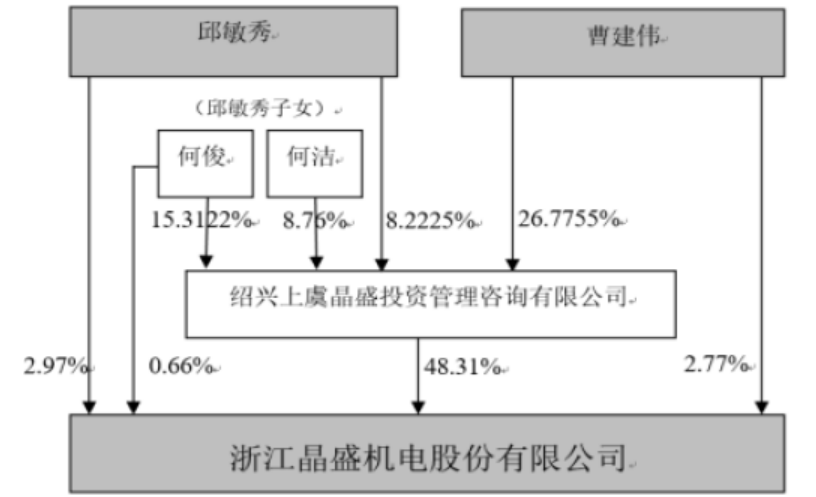 邱敏秀
曹建伟
（邱敏秀子女）
何俊
何洁
15.3122%
8.76%
8.2225%
26.7755%
绍兴上虞晶盛投资管理咨询有限公司
2.97%
0.66%
48.31%
2.77%
浙江晶盛机电股份有限公司